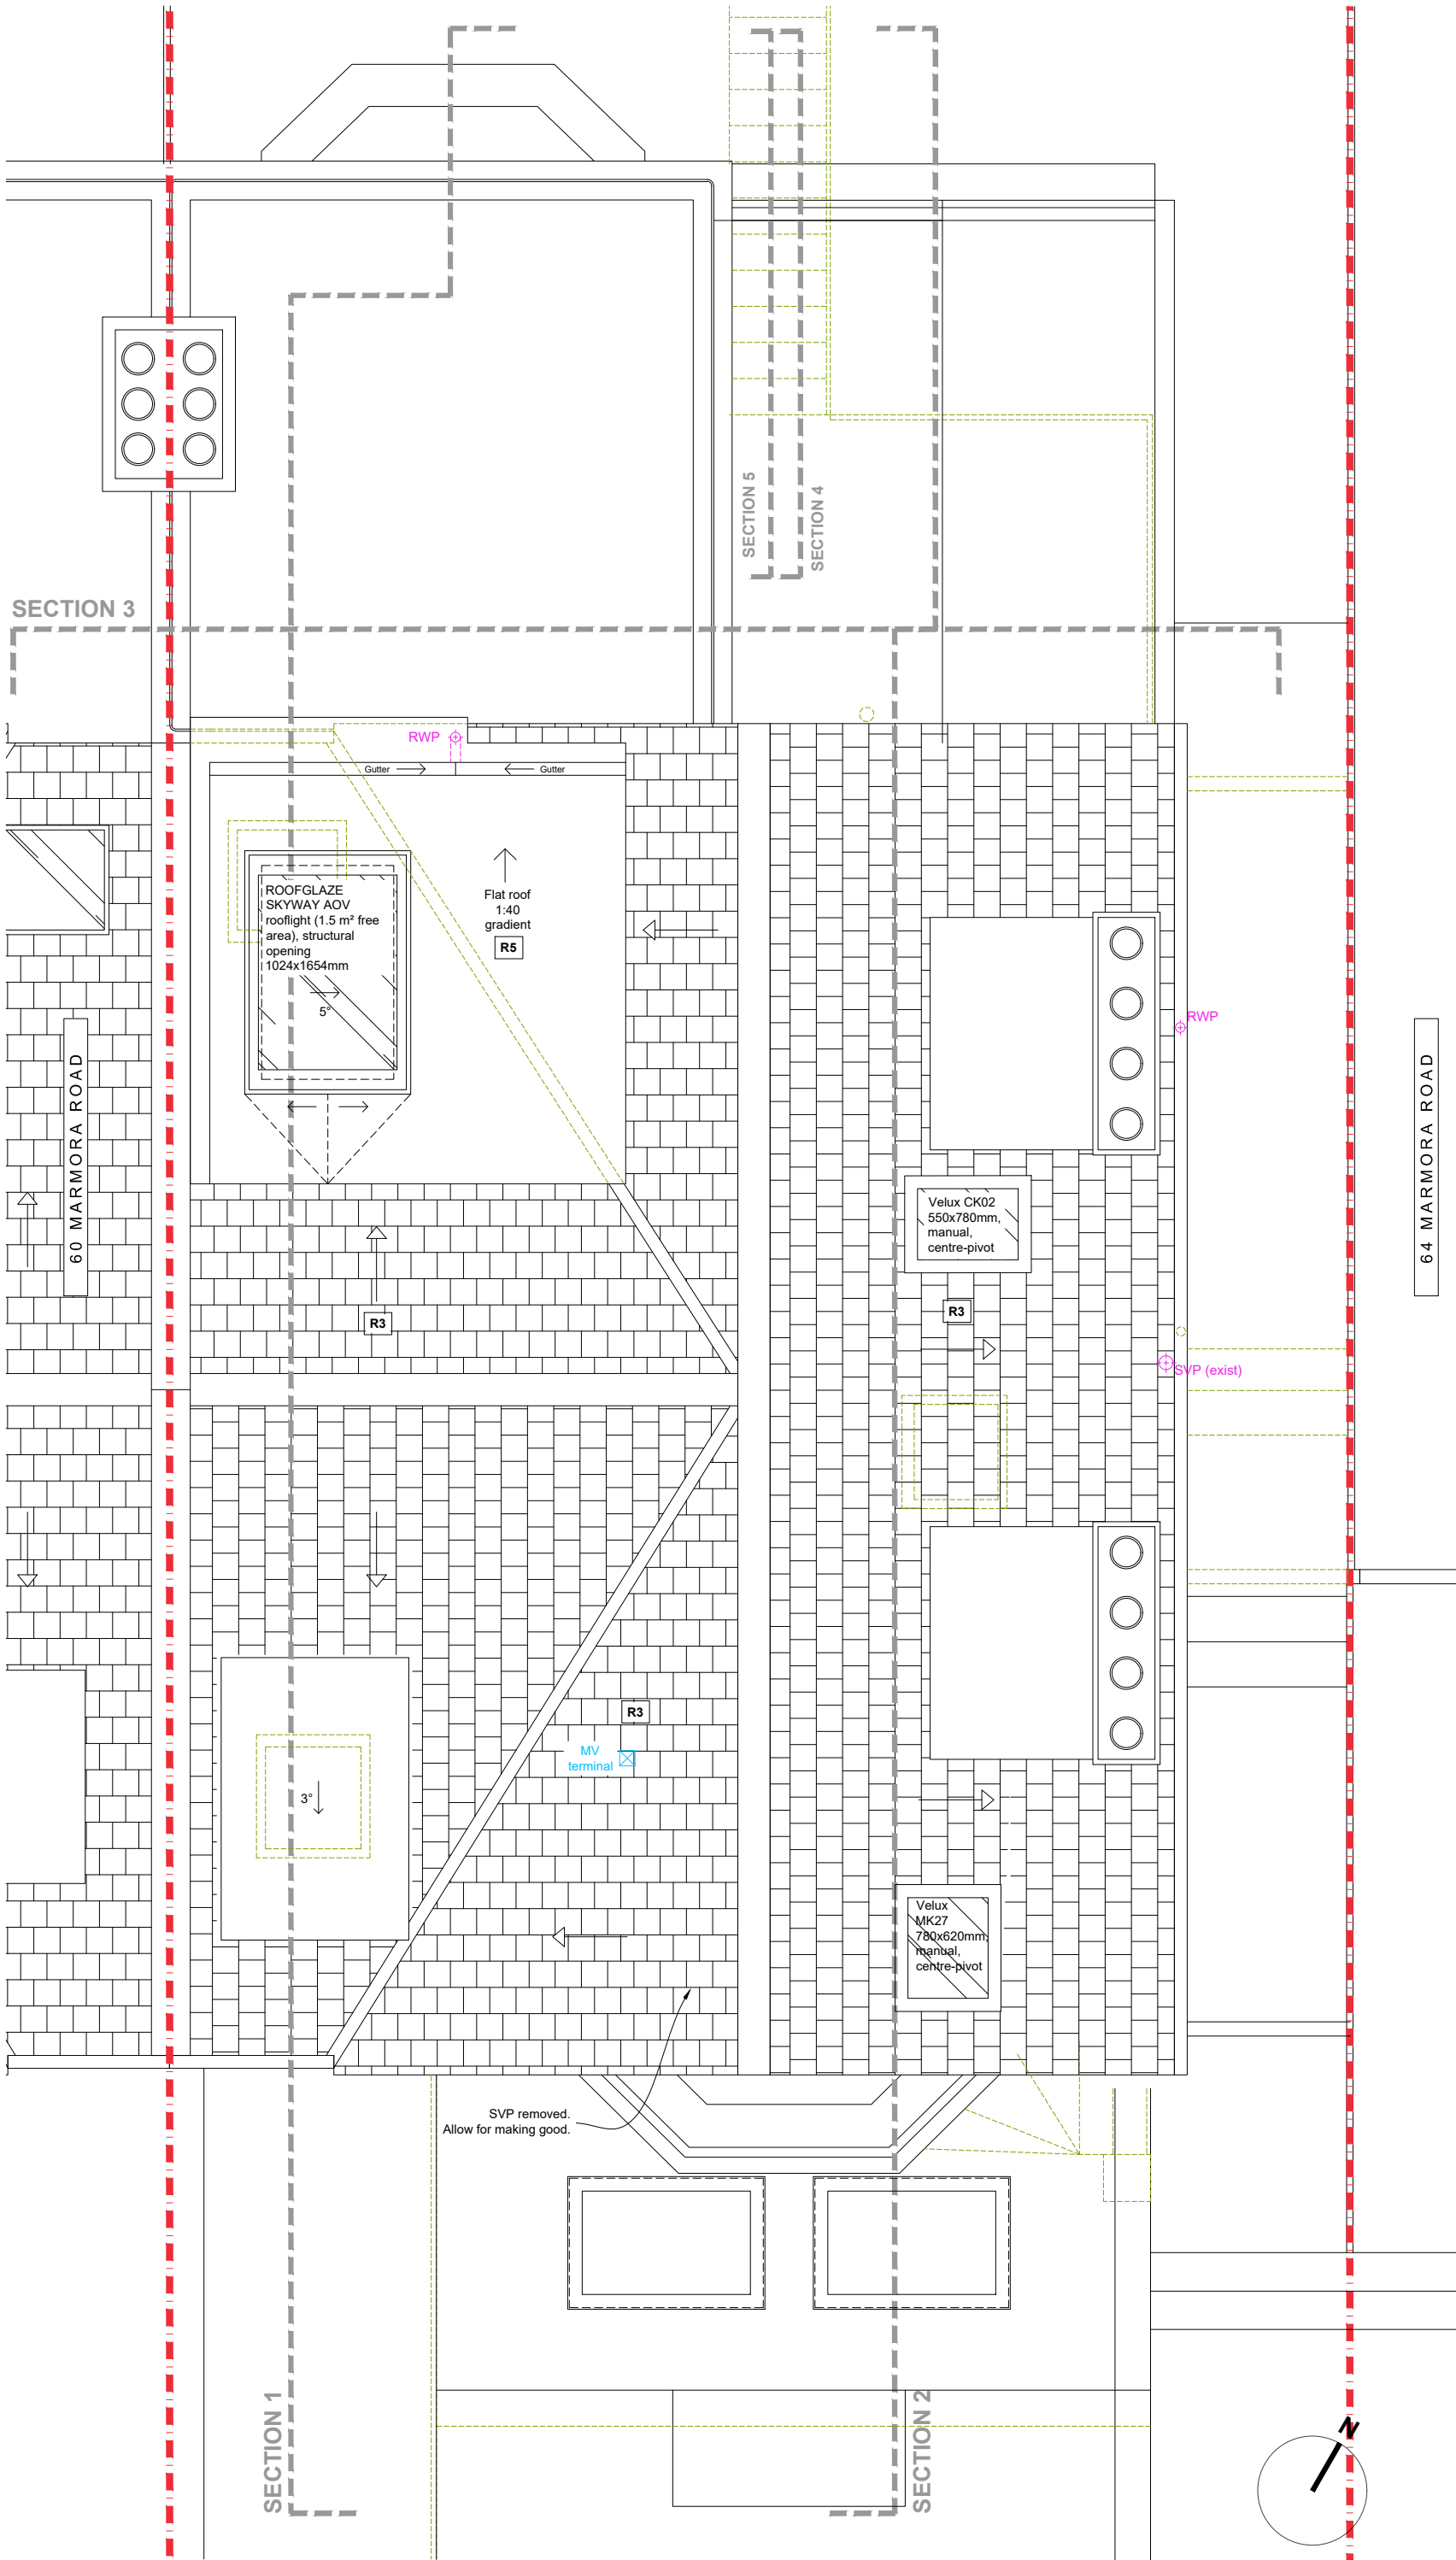 SECTION 5
SECTION 4
SECTION 3
RWP
Gutter
Gutter
ROOFGLAZE
SKYWAY AOV
rooflight (1.5 m² free
area), structural
opening
1024x1654mm
5°
Flat roof
1:40
gradient
R5
RWP
60 MARMORA ROAD
64 MARMORA ROAD
Velux CK02
550x780mm,
manual,
centre-pivot
R3
R3
SVP (exist)
R3
MV
terminal
3°
Velux
MK27
780x620mm,
manual,
centre-pivot
SVP removed.
Allow for making good.
SECTION 1
SECTION 2
N